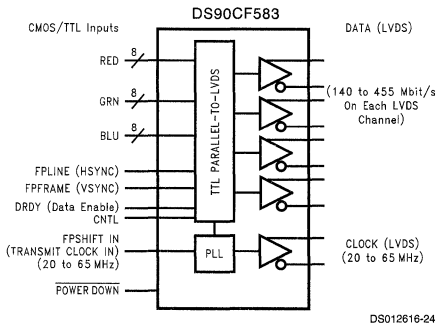 DS90CF583
CMOS/TTL Inputs
DATA (LVDS)
RED
8
GRN
8
BLU
8
FPLINE (HSYNC)
FPFRAME (VSYNC)
DRDY (Data Enable)
CNTL
FPSHIFT IN
(TRANSMIT CLOCK IN)
(20 to 65 MHz)
POWER DOWN
TTL PARALLEL-TO-LVDS
PLL
(140 to 455 Mbit/s
On Each LVDS
Channel)
CLOCK (LVDS)
(20 to 65 MHz)
DS012616-24